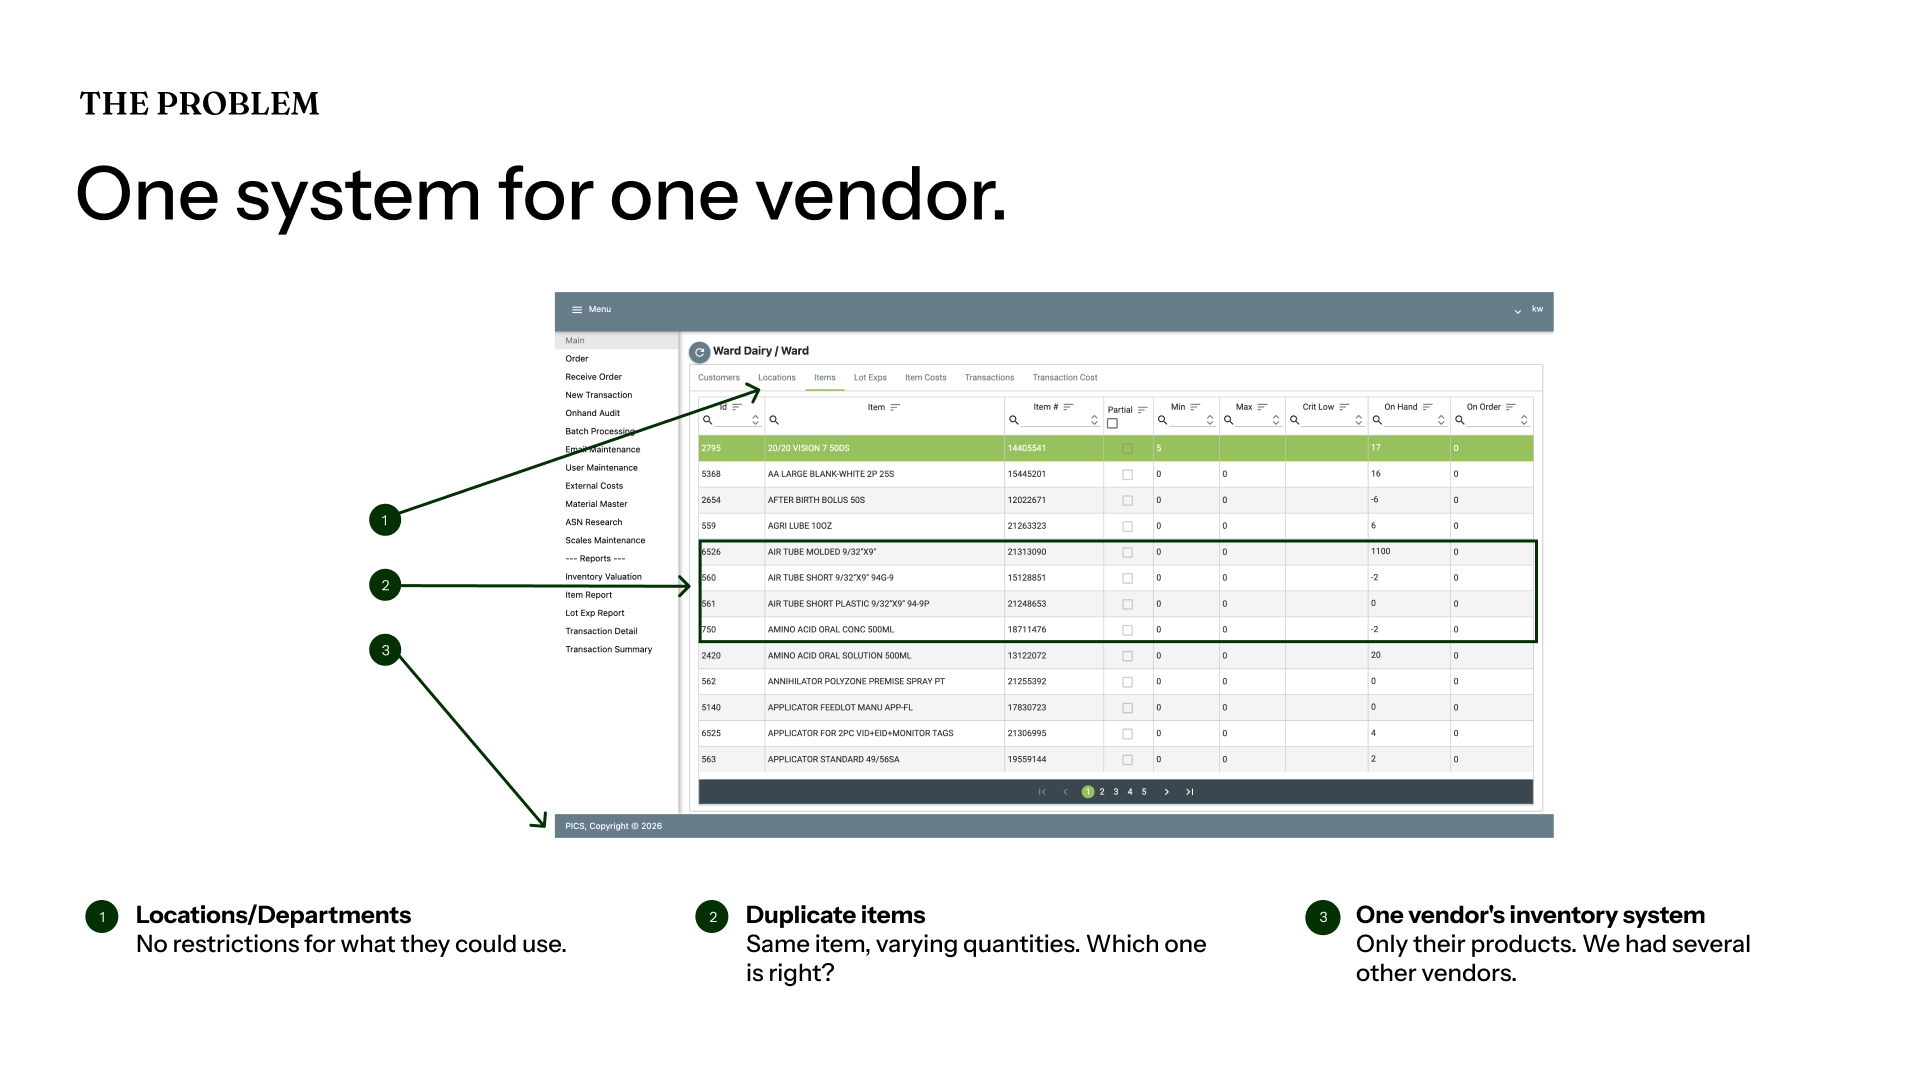 THE PROBLEM
One system for one vendor.
Menu
kw
Main
Order
Receive Order
New Transaction
Onhand Audit
Batch Processing
Email Maintenance
User Maintenance
External Costs
Material Master
ASN Research
Scales Maintenance
--- Reports ---
Inventory Valuation
Item Report
Lot Exp Report
Transaction Detail
Transaction Summary
Ward Dairy / Ward
Customers Locations Items Lot Exps Item Costs Transactions Transaction Cost
Id Item Item # Partial Min Max Crit Low On Hand On Order
2795 20/20 VISION 7 50DS 14405541 5 17 0
5368 AA LARGE BLANK-WHITE 2P 25S 15445201 0 0 16 0
2654 AFTER BIRTH BOLUS 50S 12022671 0 0 -6 0
559 AGRI LUBE 10OZ 21263323 0 0 6 0
6526 AIR TUBE MOLDED 9/32"X9" 21313090 0 0 1100 0
560 AIR TUBE SHORT 9/32"X9" 94G-9 15128851 0 0 -2 0
561 AIR TUBE SHORT PLASTIC 9/32"X9" 94-9P 21248653 0 0 0 0
750 AMINO ACID ORAL CONC 500ML 18711476 0 0 -2 0
2420 AMINO ACID ORAL SOLUTION 500ML 13122072 0 0 20 0
562 ANNIHILATOR POLYZONE PREMISE SPRAY PT 21255392 0 0 0 0
5140 APPLICATOR FEEDLOT MANU APP-FL 17830723 0 0 0 0
6525 APPLICATOR FOR 2PC VID+EID+MONITOR TAGS 21306995 0 0 4 0
563 APPLICATOR STANDARD 49/56SA 19559144 0 0 2 0
1 2 3 4 5
PICS, Copyright © 2026
1
2
3
1
Locations/Departments
No restrictions for what they could use.
2
Duplicate items
Same item, varying quantities. Which one
is right?
3
One vendor's inventory system
Only their products. We had several
other vendors.